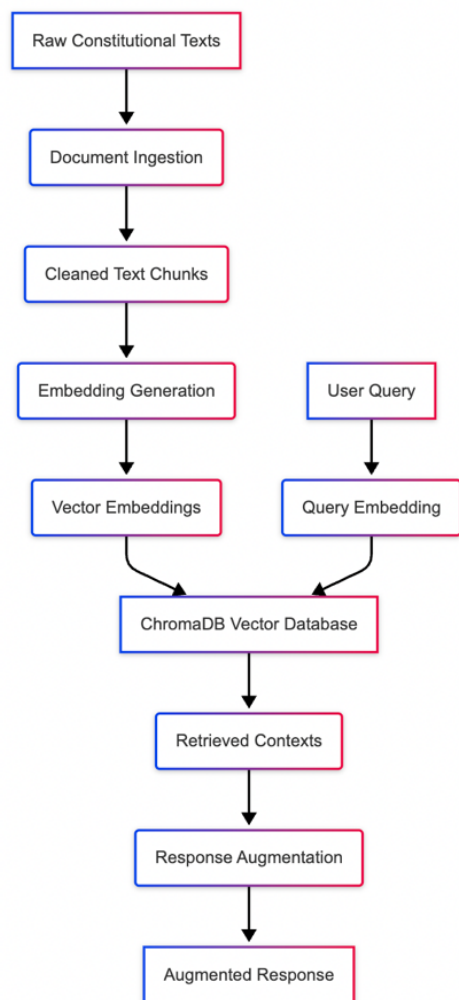 Raw Constitutional Texts
Document Ingestion
Cleaned Text Chunks
Embedding Generation
User Query
Vector Embeddings
Query Embedding
ChromaDB Vector Database
Retrieved Contexts
Response Augmentation
Augmented Response